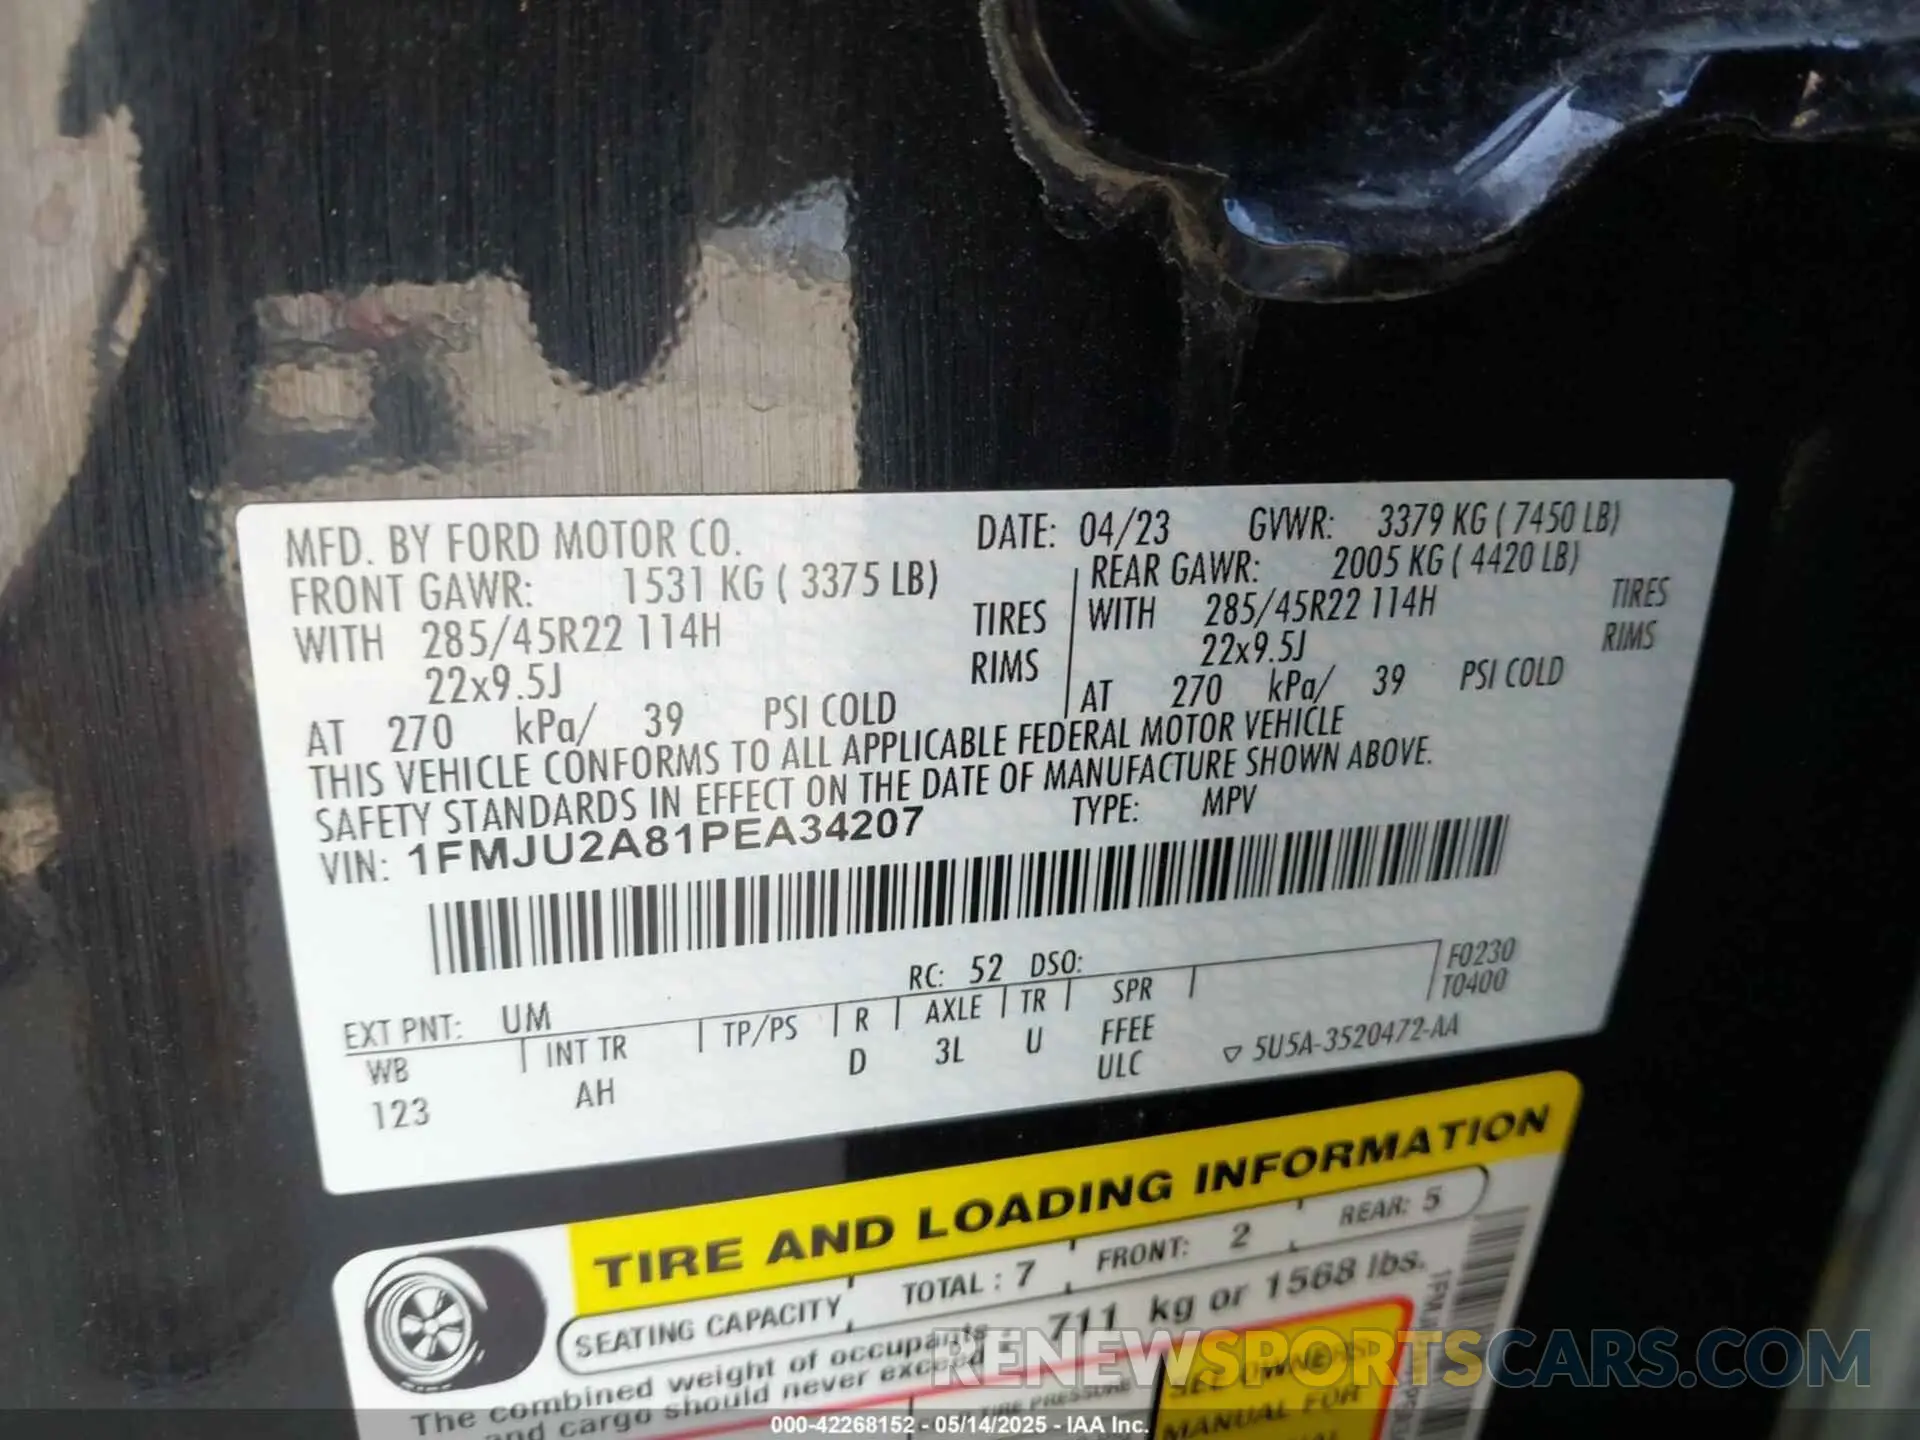 MFD. BY FORD MOTOR CO. DATE: 04/23 GVWR: 3379 KG ( 7450 LB)
FRONT GAWR: 1531 KG ( 3375 LB) REAR GAWR: 2005 KG ( 4420 LB)
WITH 285/45R22 114H TIRES WITH 285/45R22 114H TIRES
22x9.5J RIMS 22x9.5J RIMS
AT 270 kPa/ 39 PSI COLD AT 270 kPa/ 39 PSI COLD
THIS VEHICLE CONFORMS TO ALL APPLICABLE FEDERAL MOTOR VEHICLE
SAFETY STANDARDS IN EFFECT ON THE DATE OF MANUFACTURE SHOWN ABOVE.
VIN: 1FMJU2A81PEA34207 TYPE: MPV
EXT PNT: UM RC: 52 DSO: F0230
T0400
WB INT TR TP/PS R AXLE TR SPR
123 AH D 3L U FFEE
ULC ▽ 5U5A-3520472-AA
TIRE AND LOADING INFORMATION
SEATING CAPACITY TOTAL : 7 FRONT: 2 REAR: 5
The combined weight of occupants 711 kg or 1568 lbs.
and cargo should never exceed
TIRE PRESSURE SEE OWNERS
MANUAL FOR
RENEWSPORTSCARS.COM
000-42268152 - 05/14/2025 - IAA Inc.